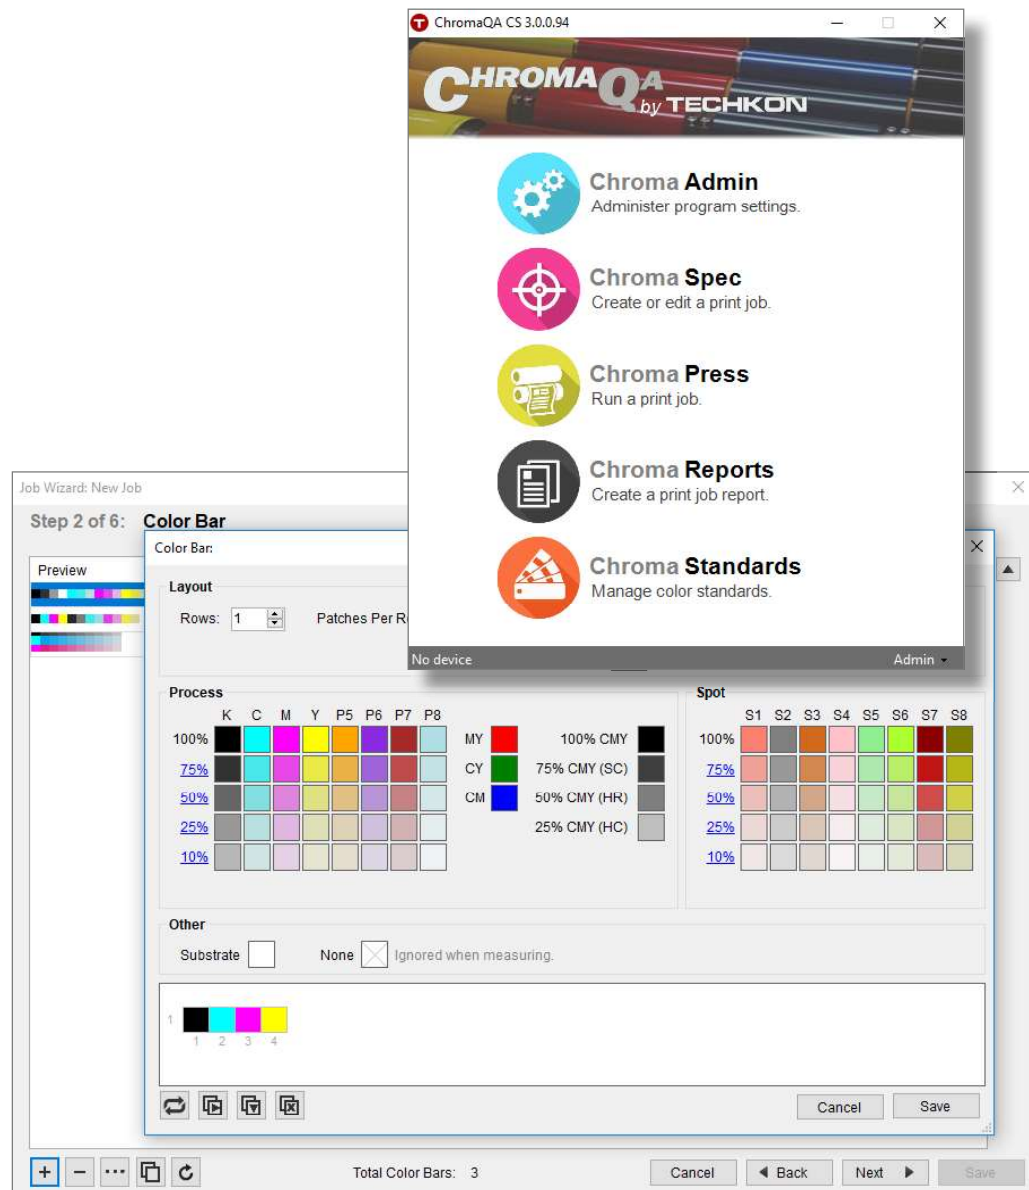 ChromaQA CS 3.0.0.94
CHROMAQA
by TECHKON
Chroma Admin
Administer program settings.
Chroma Spec
Create or edit a print job.
Chroma Press
Run a print job.
Chroma Reports
Create a print job report.
Chroma Standards
Manage color standards.
No device Admin
Job Wizard: New Job
Step 2 of 6: Color Bar
Preview
Color Bar:
Layout
Rows: 1 Patches Per R
Process
K C M Y P5 P6 P7 P8
100% MY 100% CMY
75% CY 75% CMY (SC)
50% CM 50% CMY (HR)
25% 25% CMY (HC)
10%
Spot
S1 S2 S3 S4 S5 S6 S7 S8
100%
75%
50%
25%
10%
Other
Substrate None Ignored when measuring.
1
1 2 3 4
Cancel Save
Total Color Bars: 3 Cancel Back Next Save